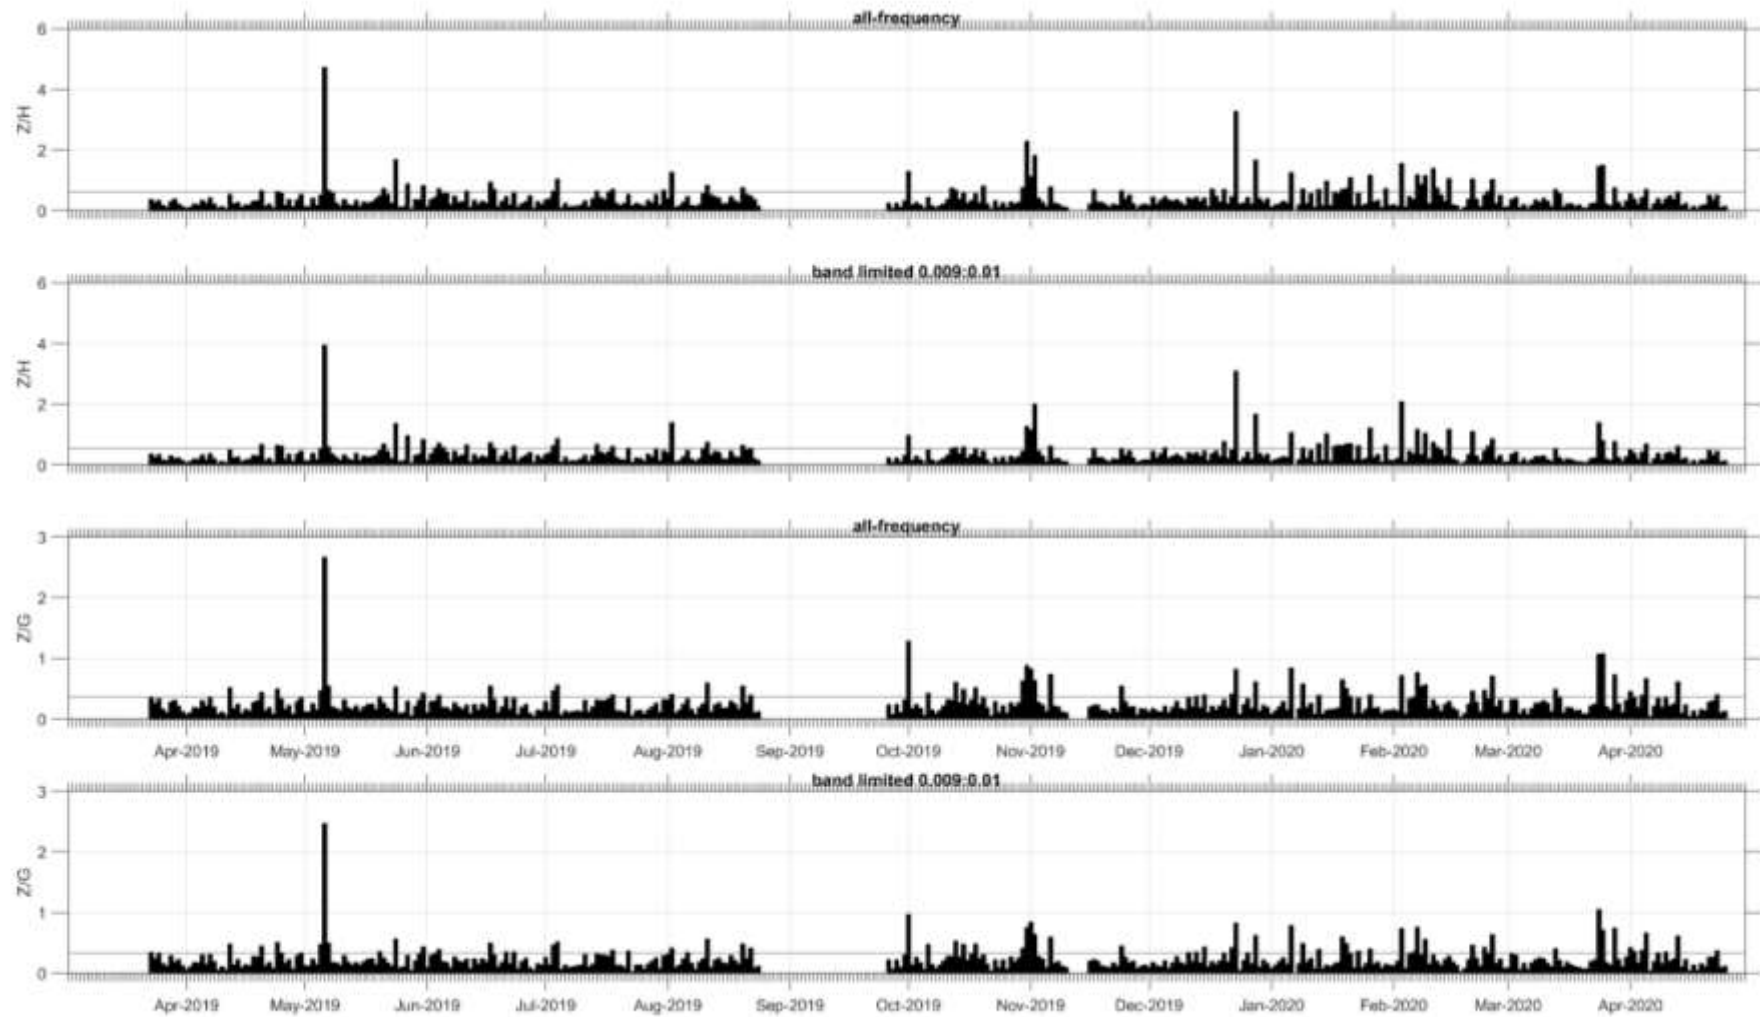 all-frequency
6
4
2
0
Z/H
band limited 0.009:0.01
6
4
2
0
Z/H
all-frequency
3
2
1
0
Z/G
Apr-2019 May-2019 Jun-2019 Jul-2019 Aug-2019 Sep-2019 Oct-2019 Nov-2019 Dec-2019 Jan-2020 Feb-2020 Mar-2020 Apr-2020
band limited 0.009:0.01
3
2
1
0
Z/G
Apr-2019 May-2019 Jun-2019 Jul-2019 Aug-2019 Sep-2019 Oct-2019 Nov-2019 Dec-2019 Jan-2020 Feb-2020 Mar-2020 Apr-2020